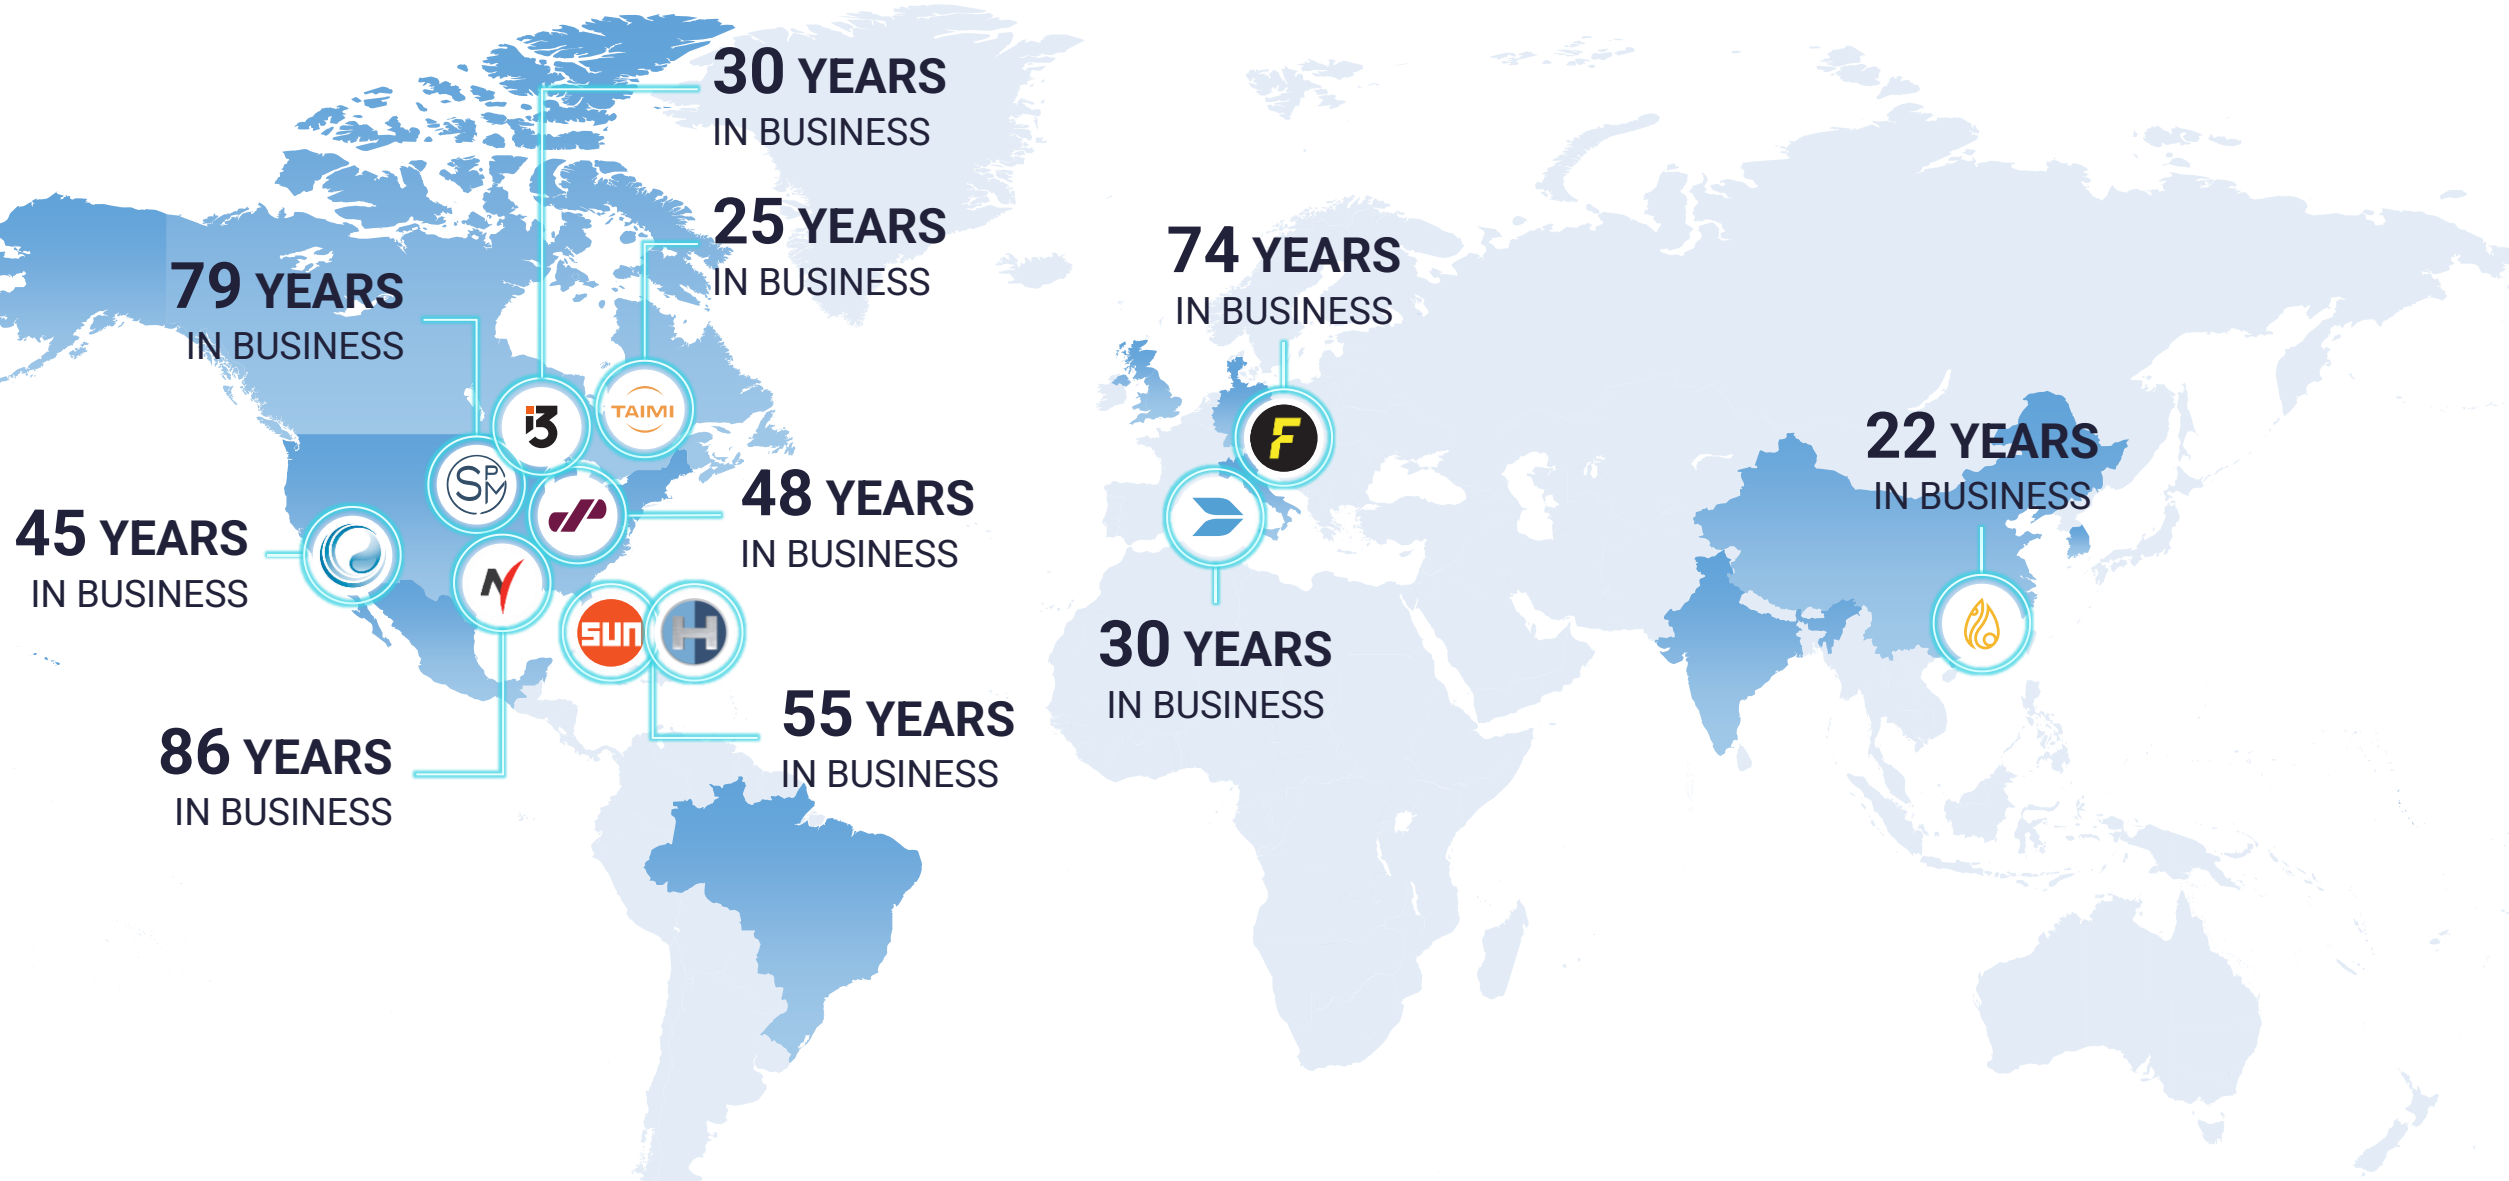 30 YEARS
IN BUSINESS
25 YEARS
IN BUSINESS
79 YEARS
IN BUSINESS
74 YEARS
IN BUSINESS
i3
TAIMI
22 YEARS
IN BUSINESS
SPM
F
48 YEARS
IN BUSINESS
45 YEARS
IN BUSINESS
N
sun
H
30 YEARS
IN BUSINESS
55 YEARS
IN BUSINESS
86 YEARS
IN BUSINESS